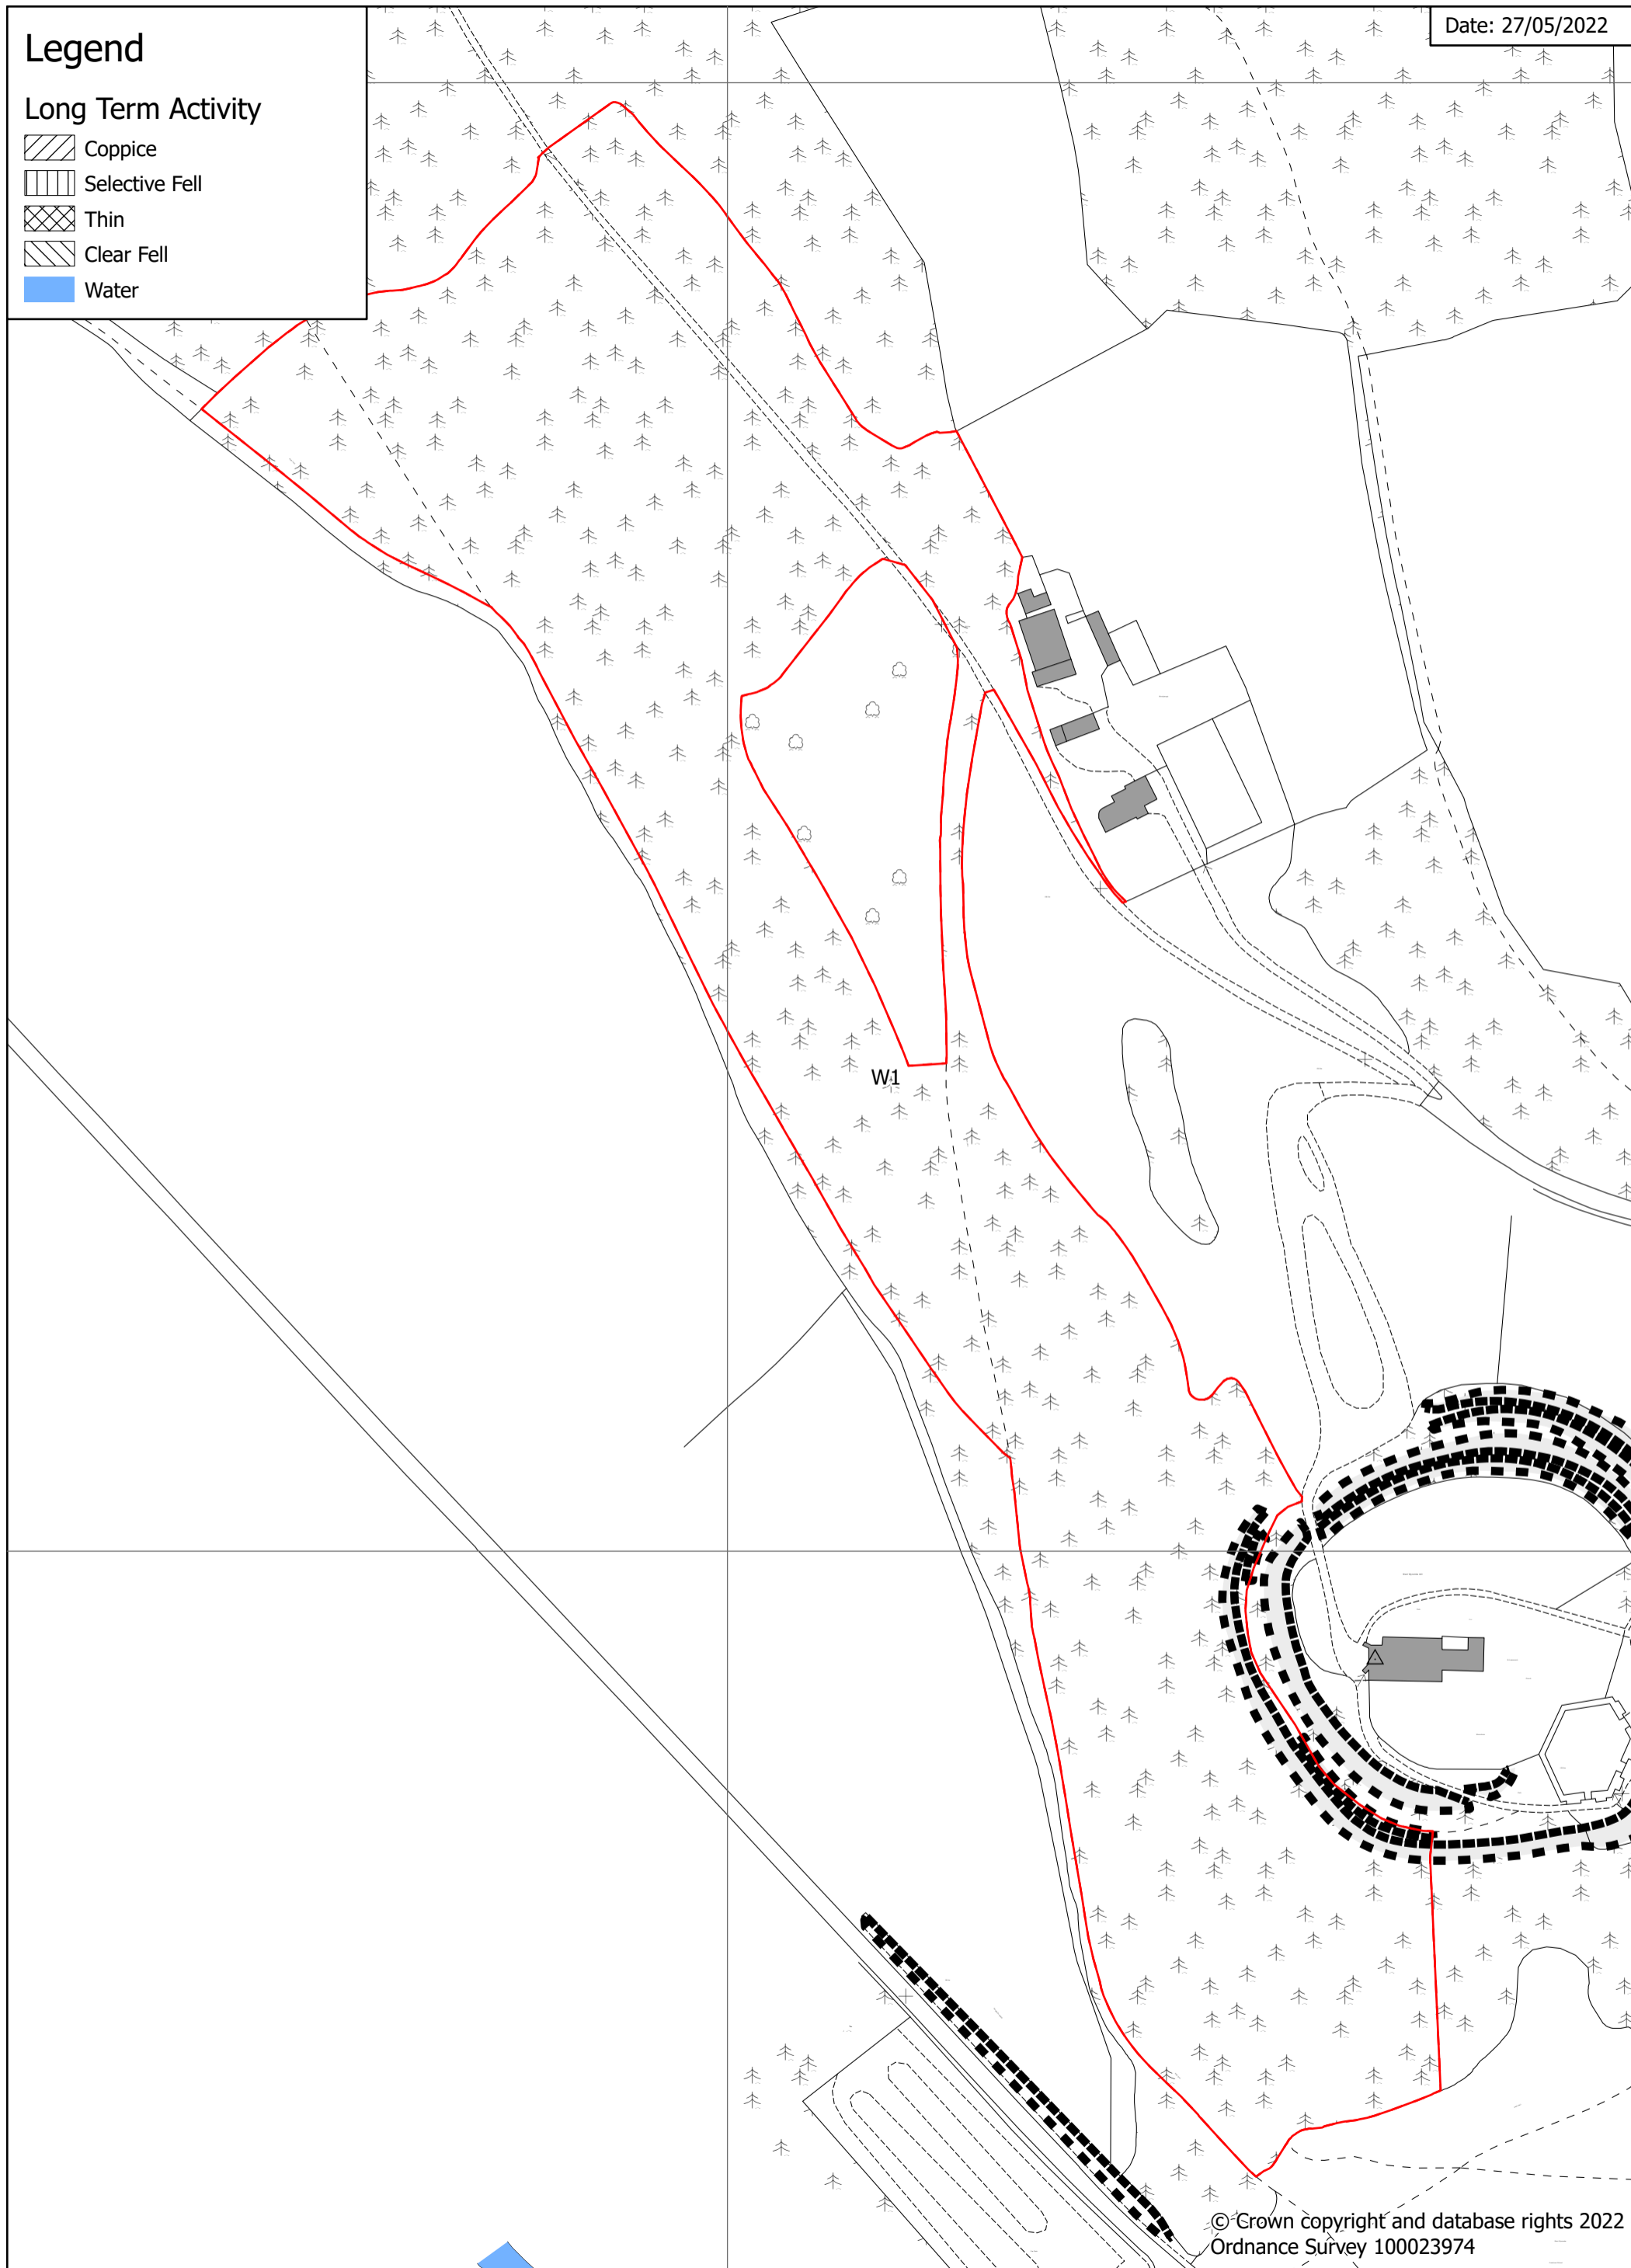 Legend
Long Term Activity
Coppice
Selective Fell
Thin
Clear Fell
Water
Date: 27/05/2022
W1
© Crown copyright and database rights 2022
Ordnance Survey 100023974